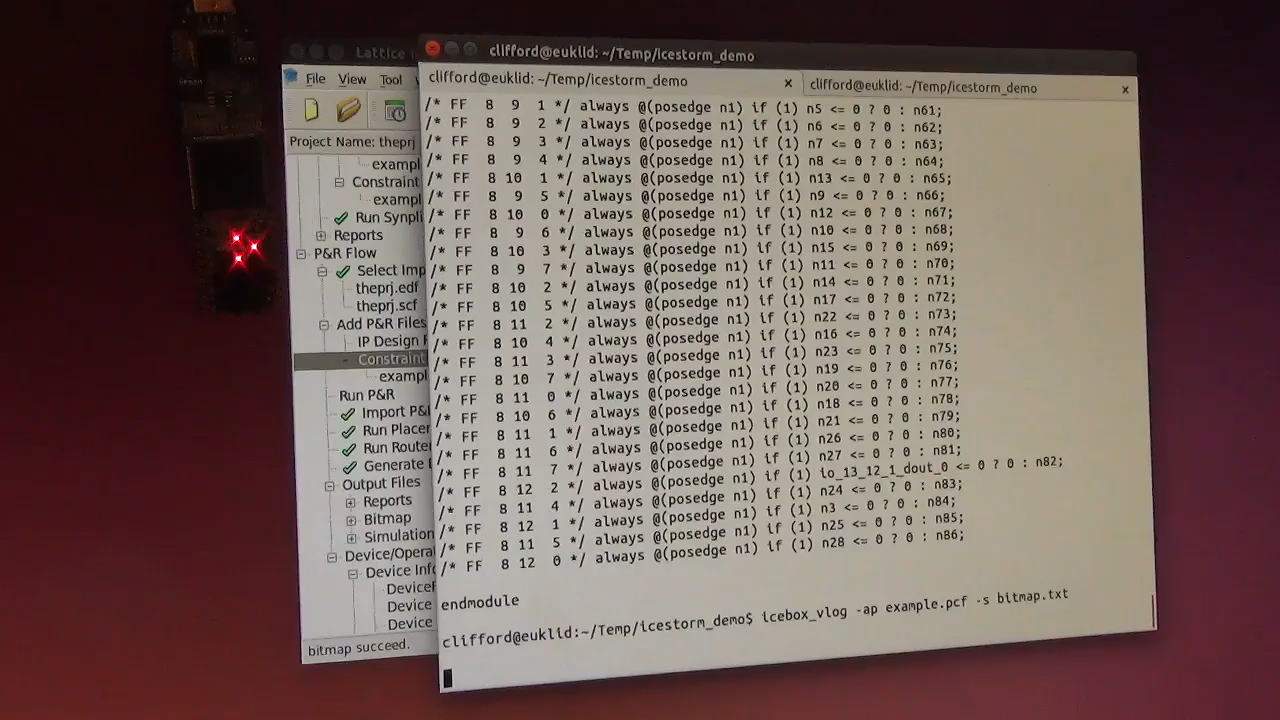 Lattice
clifford@euklid: ~/Temp/icestorm_demo
File View Tool
clifford@euklid: ~/Temp/icestorm_demo x
clifford@euklid: ~/Temp/icestorm_demo x
Project Name: theprj
exampl
Constraint
exampl
Run Synpli
Reports
P&R Flow
Select Imp
theprj.edf
theprj.scf
Add P&R Files
IP Design F
Constraint
exampl
Run P&R
Import P&
Run Placer
Run Route
Generate
Output Files
Reports
Bitmap
Simulation
Device/Opera
Device Info
Device
Device
Device
bitmap succeed.
/* FF 8 9 1 */ always @(posedge n1) if (1) n5 <= 0 ? 0 : n61;
/* FF 8 9 2 */ always @(posedge n1) if (1) n6 <= 0 ? 0 : n62;
/* FF 8 9 3 */ always @(posedge n1) if (1) n7 <= 0 ? 0 : n63;
/* FF 8 9 4 */ always @(posedge n1) if (1) n8 <= 0 ? 0 : n64;
/* FF 8 10 1 */ always @(posedge n1) if (1) n13 <= 0 ? 0 : n65;
/* FF 8 9 5 */ always @(posedge n1) if (1) n9 <= 0 ? 0 : n66;
/* FF 8 10 0 */ always @(posedge n1) if (1) n12 <= 0 ? 0 : n67;
/* FF 8 9 6 */ always @(posedge n1) if (1) n10 <= 0 ? 0 : n68;
/* FF 8 10 3 */ always @(posedge n1) if (1) n15 <= 0 ? 0 : n69;
/* FF 8 9 7 */ always @(posedge n1) if (1) n11 <= 0 ? 0 : n70;
/* FF 8 10 2 */ always @(posedge n1) if (1) n14 <= 0 ? 0 : n71;
/* FF 8 10 5 */ always @(posedge n1) if (1) n17 <= 0 ? 0 : n72;
/* FF 8 11 2 */ always @(posedge n1) if (1) n22 <= 0 ? 0 : n73;
/* FF 8 10 4 */ always @(posedge n1) if (1) n16 <= 0 ? 0 : n74;
/* FF 8 11 3 */ always @(posedge n1) if (1) n23 <= 0 ? 0 : n75;
/* FF 8 10 7 */ always @(posedge n1) if (1) n19 <= 0 ? 0 : n76;
/* FF 8 11 0 */ always @(posedge n1) if (1) n20 <= 0 ? 0 : n77;
/* FF 8 10 6 */ always @(posedge n1) if (1) n18 <= 0 ? 0 : n78;
/* FF 8 11 1 */ always @(posedge n1) if (1) n21 <= 0 ? 0 : n79;
/* FF 8 11 6 */ always @(posedge n1) if (1) n26 <= 0 ? 0 : n80;
/* FF 8 11 7 */ always @(posedge n1) if (1) n27 <= 0 ? 0 : n81;
/* FF 8 12 2 */ always @(posedge n1) if (1) io_13_12_1_dout_0 <= 0 ? 0 : n82;
/* FF 8 11 4 */ always @(posedge n1) if (1) n24 <= 0 ? 0 : n83;
/* FF 8 12 1 */ always @(posedge n1) if (1) n3 <= 0 ? 0 : n84;
/* FF 8 11 5 */ always @(posedge n1) if (1) n25 <= 0 ? 0 : n85;
/* FF 8 12 0 */ always @(posedge n1) if (1) n28 <= 0 ? 0 : n86;
endmodule
clifford@euklid:~/Temp/icestorm_demo$ icebox_vlog -ap example.pcf -s bitmap.txt